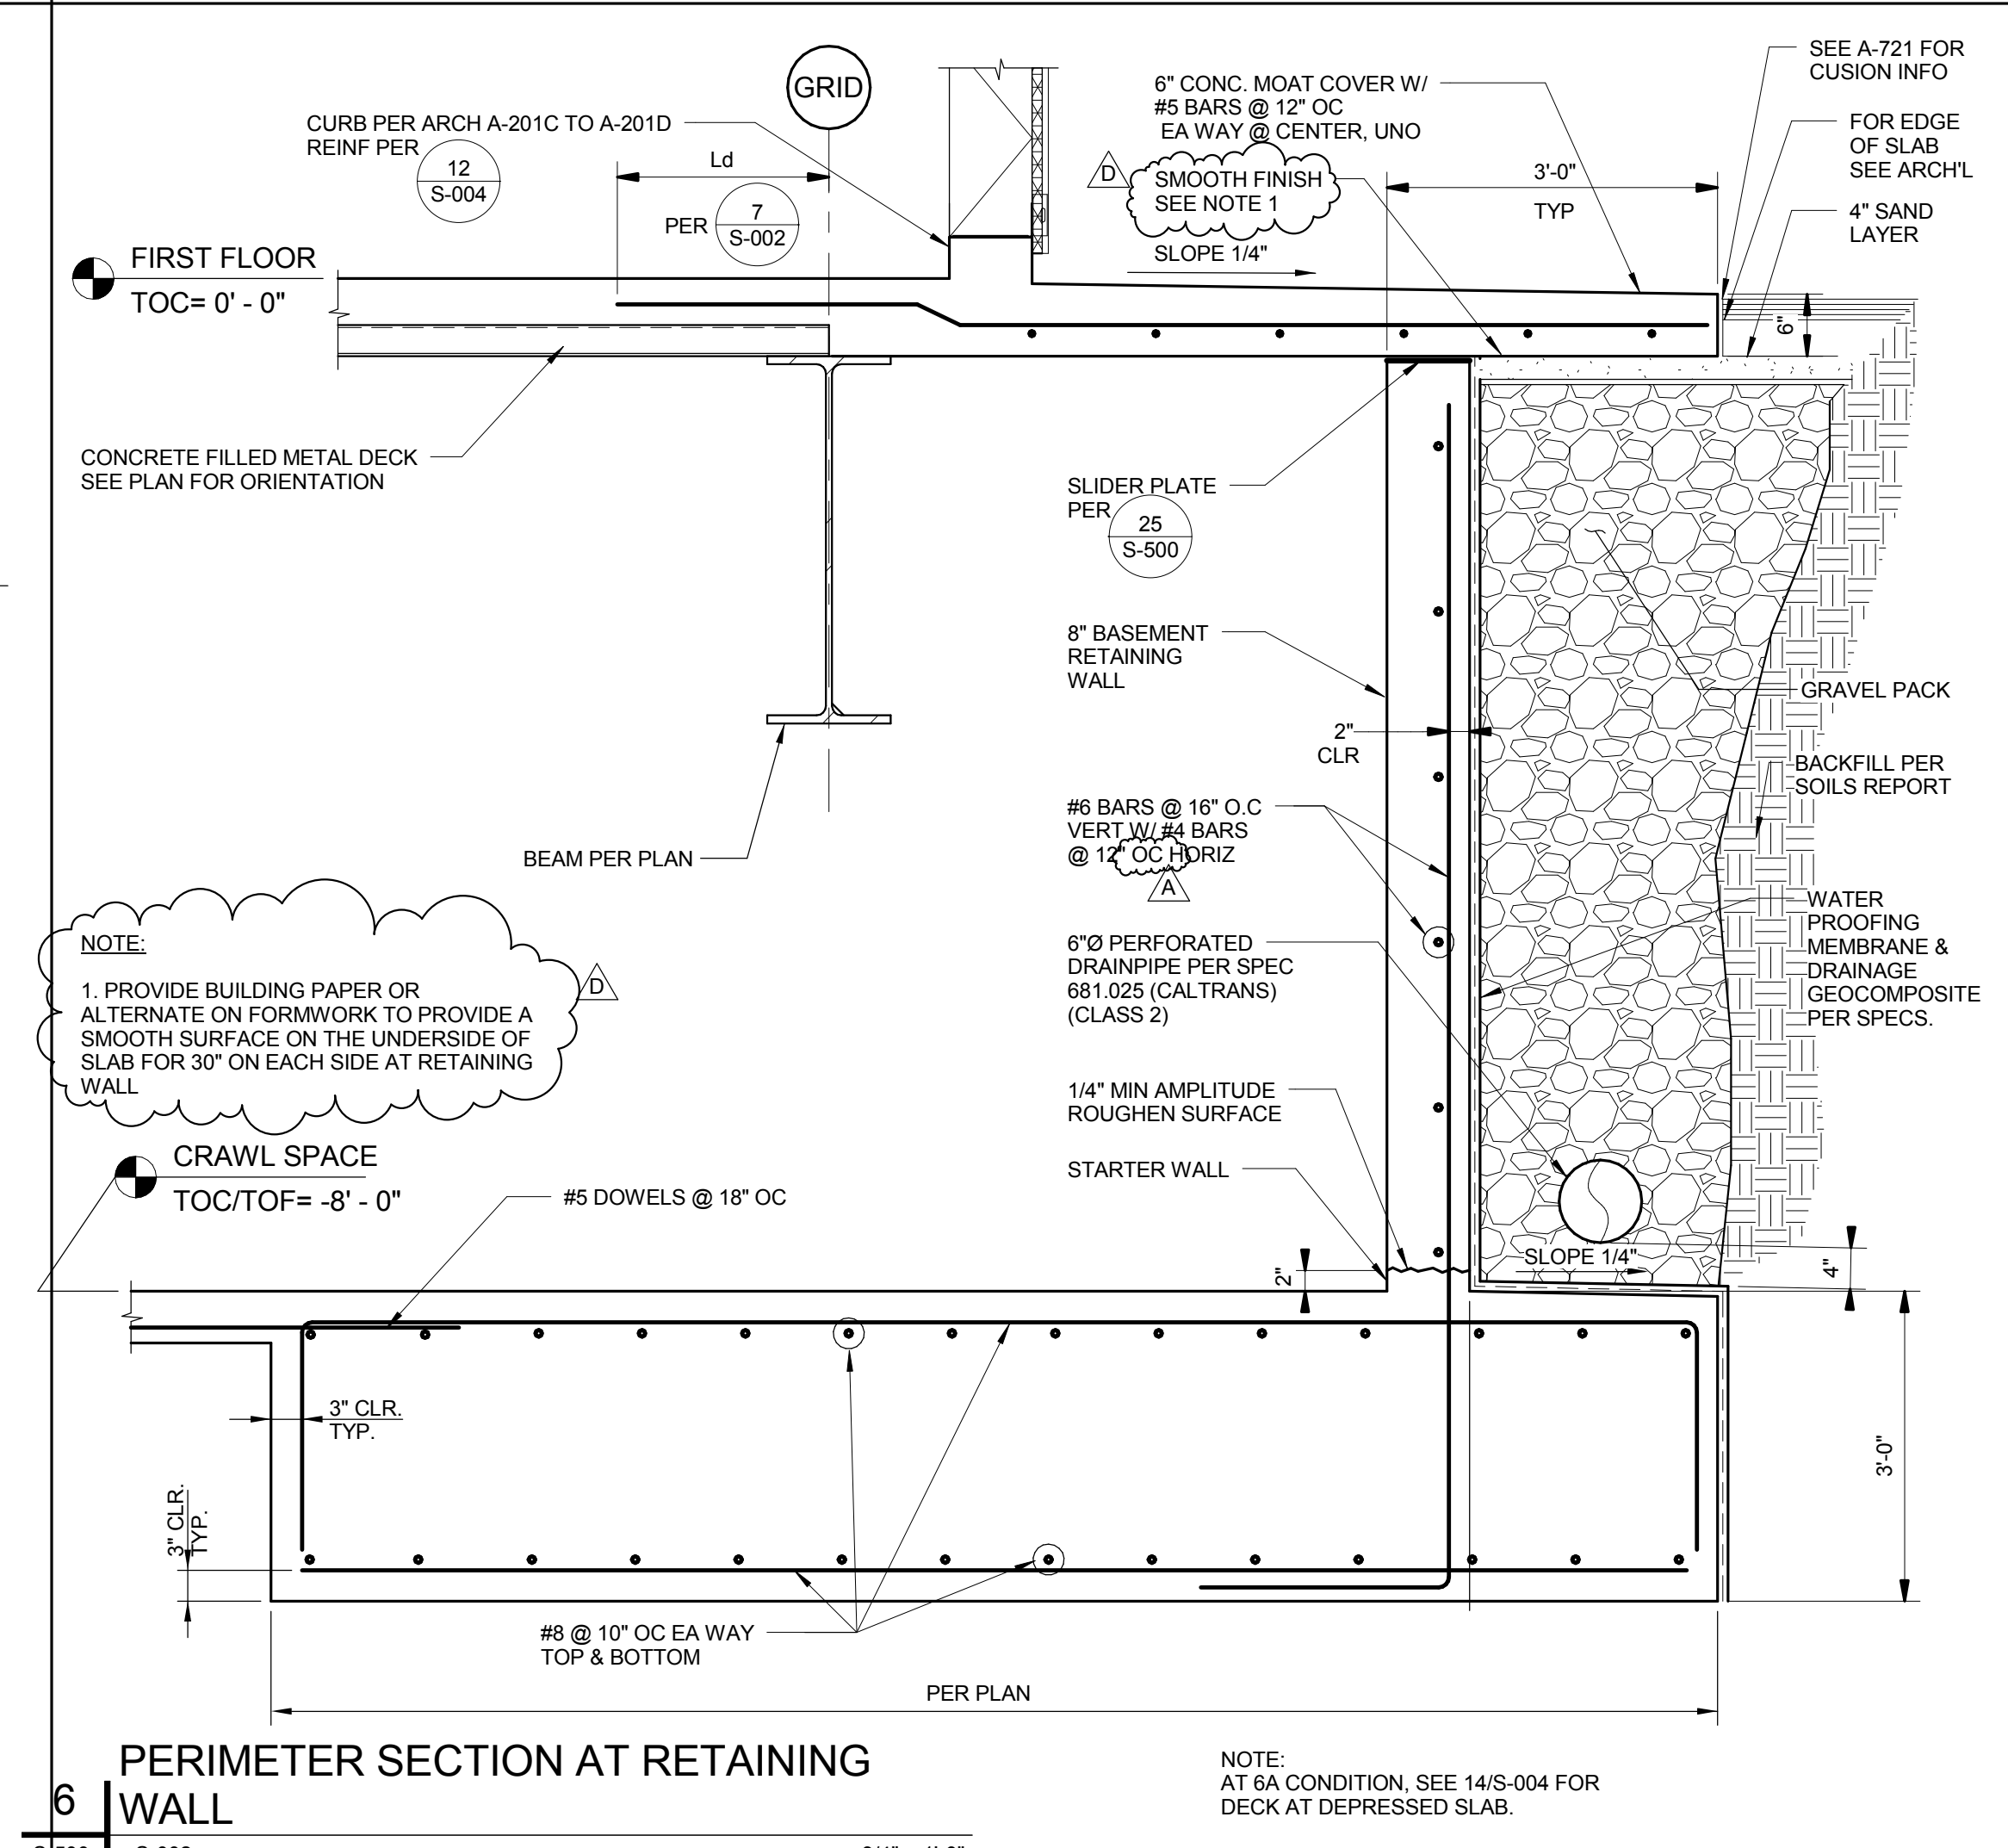 GRID
CURB PER ARCH A-201C TO A-201D
REINF PER
12
S-004
Ld
PER
7
S-002
6" CONC. MOAT COVER W/
#5 BARS @ 12" OC
EA WAY @ CENTER, UNO
D
SMOOTH FINISH
SEE NOTE 1
SLOPE 1/4"
3'-0"
TYP
SEE A-721 FOR
CUSION INFO
FOR EDGE
OF SLAB
SEE ARCH'L
4" SAND
LAYER
6"
FIRST FLOOR
TOC= 0' - 0"
CONCRETE FILLED METAL DECK
SEE PLAN FOR ORIENTATION
SLIDER PLATE
PER
25
S-500
8" BASEMENT
RETAINING
WALL
2"
CLR
GRAVEL PACK
BACKFILL PER
SOILS REPORT
#6 BARS @ 16" O.C
VERT W/ #4 BARS
@ 12" OC HORIZ
A
BEAM PER PLAN
WATER
PROOFING
MEMBRANE &
DRAINAGE
GEOCOMPOSITE
PER SPECS.
6"Ø PERFORATED
DRAINPIPE PER SPEC
681.025 (CALTRANS)
(CLASS 2)
NOTE:
1. PROVIDE BUILDING PAPER OR
ALTERNATE ON FORMWORK TO PROVIDE A
SMOOTH SURFACE ON THE UNDERSIDE OF
SLAB FOR 30" ON EACH SIDE AT RETAINING
WALL
D
1/4" MIN AMPLITUDE
ROUGHEN SURFACE
STARTER WALL
CRAWL SPACE
TOC/TOF= -8' - 0"
#5 DOWELS @ 18" OC
2"
SLOPE 1/4"
4"
3'-0"
3" CLR.
TYP.
3" CLR.
TYP.
#8 @ 10" OC EA WAY
TOP & BOTTOM
PER PLAN
PERIMETER SECTION AT RETAINING
WALL
6
NOTE:
AT 6A CONDITION, SEE 14/S-004 FOR
DECK AT DEPRESSED SLAB.